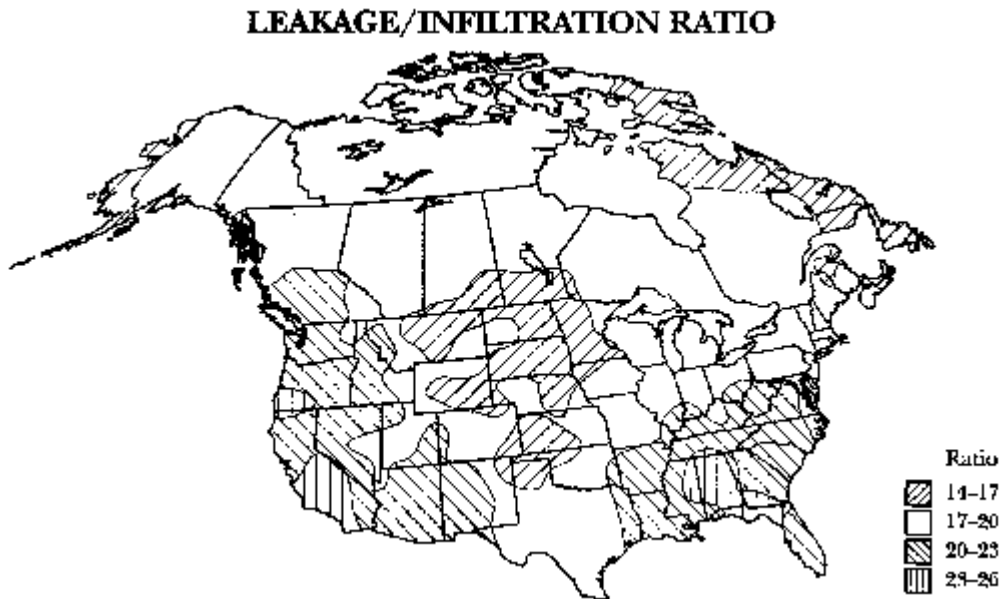 LEAKAGE/INFILTRATION RATIO
Ratio
14–17
17–20
20–23
23–26